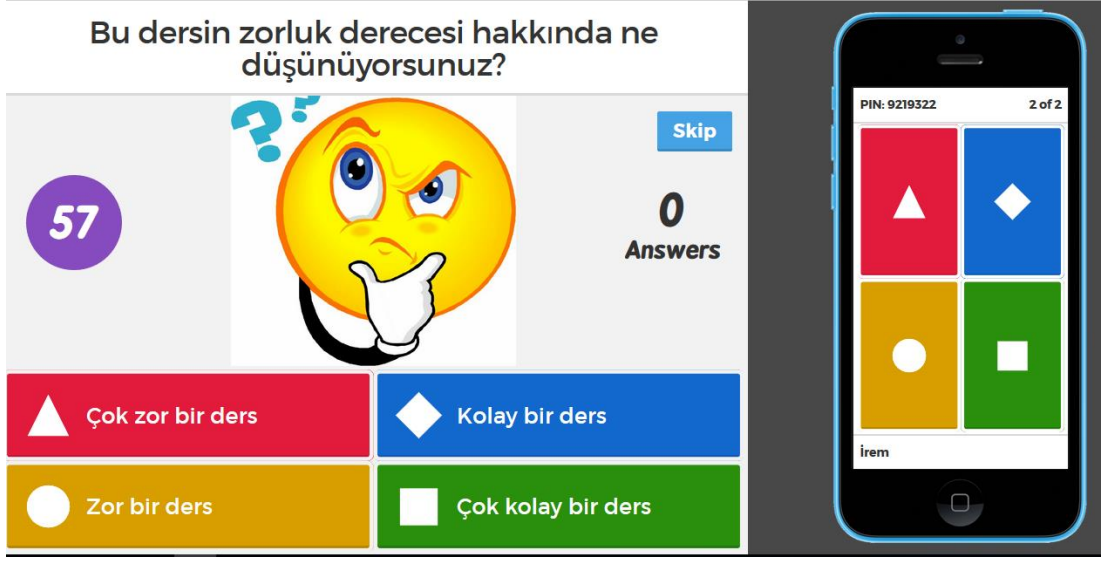 Bu dersin zorluk derecesi hakkında ne
düşünüyorsunuz?
57
Skip
0
Answers
Çok zor bir ders
Kolay bir ders
Zor bir ders
Çok kolay bir ders
PIN: 9219322
2 of 2
İrem